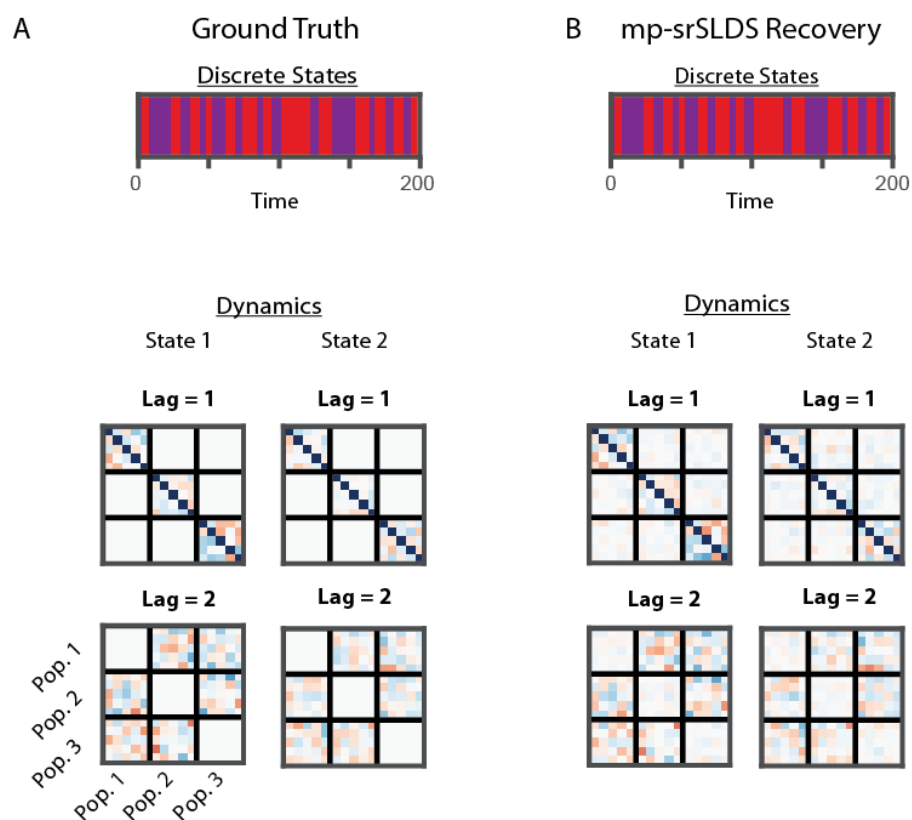 A Ground Truth
Discrete States
0 200
Time
Dynamics
State 1 State 2
Lag = 1 Lag = 1
Lag = 2 Lag = 2
Pop. 1
Pop. 2
Pop. 3
Pop. 1 Pop. 2 Pop. 3
B mp-srSLDS Recovery
Discrete States
0 200
Time
Dynamics
State 1 State 2
Lag = 1 Lag = 1
Lag = 2 Lag = 2